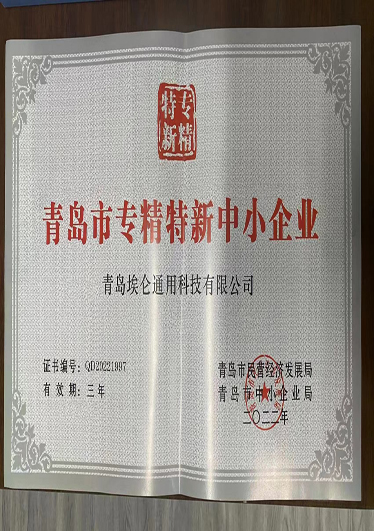 专精
特新
青岛市专精特新中小企业
青岛埃仑通用科技有限公司
证书编号：QD20221997
有效期：三年
青岛市民营经济发展局
青岛市中小企业局
二〇二二年